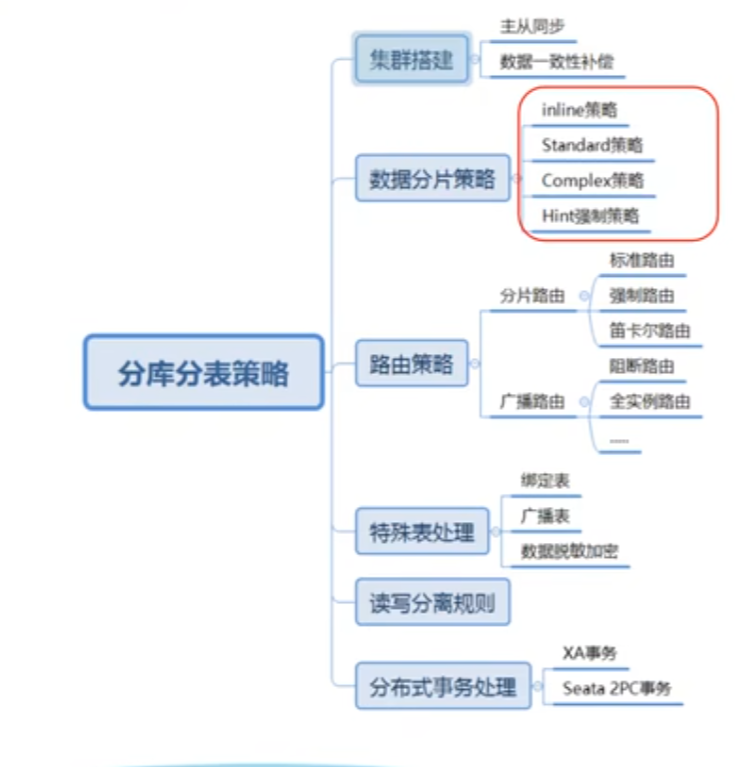 分库分表策略
集群搭建
主从同步
数据一致性补偿
数据分片策略
inline策略
Standard策略
Complex策略
Hint强制策略
路由策略
分片路由
标准路由
强制路由
笛卡尔路由
广播路由
阻断路由
全实例路由
......
特殊表处理
绑定表
广播表
数据脱敏加密
读写分离规则
分布式事务处理
XA事务
Seata 2PC事务